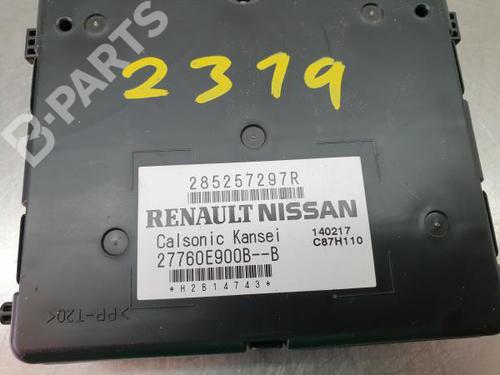 B-PARTS
2319
285257297R
RENAULT NISSAN
Calsonic Kansei 140217
27760E900B--B C87H110
*H2B14743*
>PP-T20<